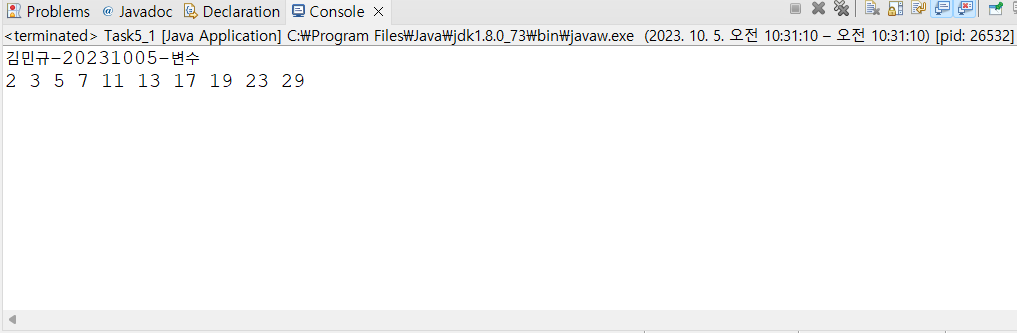 Problems @ Javadoc Declaration Console
<terminated> Task5_1 [Java Application] C:₩Program Files₩Java₩jdk1.8.0_73₩bin₩javaw.exe (2023. 10. 5. 오전 10:31:10 – 오전 10:31:10) [pid: 26532]
김민규-20231005-변수
2 3 5 7 11 13 17 19 23 29